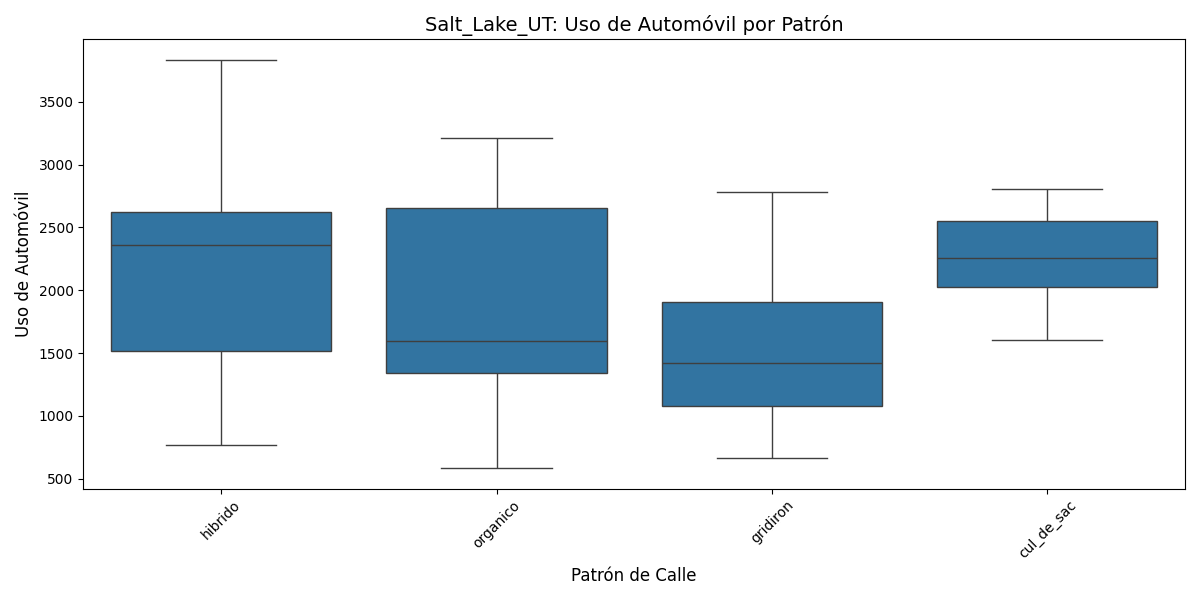 Salt_Lake_UT: Uso de Automóvil por Patrón
Uso de Automóvil
3500
3000
2500
2000
1500
1000
500
hibrido
organico
gridiron
cul_de_sac
Patrón de Calle